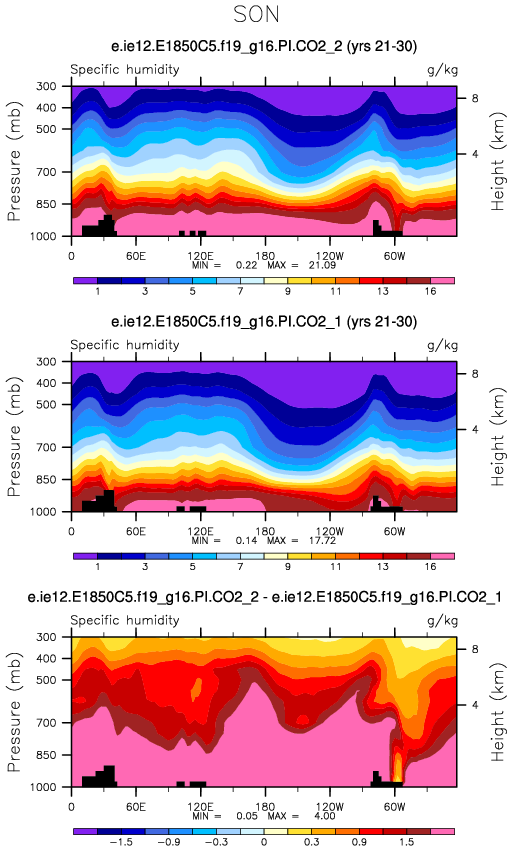 SON
e.ie12.E1850C5.f19_g16.PI.CO2_2 (yrs 21-30)
Specific humidity g/kg
300
400
500
700
850
1000
Pressure (mb)
8
4
Height (km)
0 60E 120E 180 120W 60W
MIN = 0.22 MAX = 21.09
1 3 5 7 9 11 13 16
e.ie12.E1850C5.f19_g16.PI.CO2_1 (yrs 21-30)
Specific humidity g/kg
300
400
500
700
850
1000
Pressure (mb)
8
4
Height (km)
0 60E 120E 180 120W 60W
MIN = 0.14 MAX = 17.72
1 3 5 7 9 11 13 16
e.ie12.E1850C5.f19_g16.PI.CO2_2 - e.ie12.E1850C5.f19_g16.PI.CO2_1
Specific humidity g/kg
300
400
500
700
850
1000
Pressure (mb)
8
4
Height (km)
0 60E 120E 180 120W 60W
MIN = 0.05 MAX = 4.00
-1.5 -0.9 -0.3 0 0.3 0.9 1.5